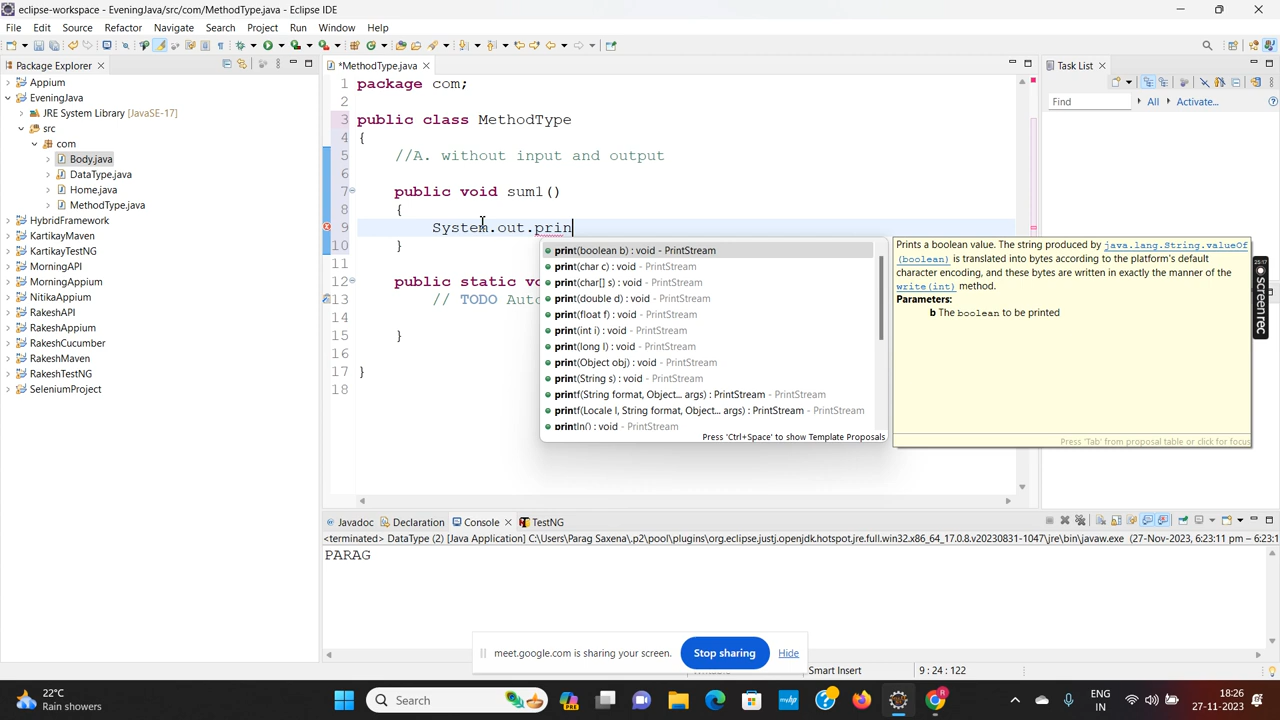 eclipse-workspace - EveningJava/src/com/MethodType.java - Eclipse IDE
File Edit Source Refactor Navigate Search Project Run Window Help
Package Explorer
Appium
EveningJava
JRE System Library [JavaSE-17]
src
com
Body.java
DataType.java
Home.java
MethodType.java
HybridFramework
KartikayMaven
KartikayTestNG
MorningAPI
MorningAppium
NitikaAppium
RakeshAPI
RakeshAppium
RakeshCucumber
RakeshMaven
RakeshTestNG
SeleniumProject
*MethodType.java
1 package com;
2
3 public class MethodType
4 {
5 //A. without input and output
6
7 public void sum1()
8 {
9 System.out.prin
10 }
11
12 public static vo
13 // TODO Auto
14
15 }
16
17 }
18
print(boolean b) : void - PrintStream
print(char c) : void - PrintStream
print(char[] s) : void - PrintStream
print(double d) : void - PrintStream
print(float f) : void - PrintStream
print(int i) : void - PrintStream
print(long l) : void - PrintStream
print(Object obj) : void - PrintStream
print(String s) : void - PrintStream
printf(String format, Object... args) : PrintStream - PrintStream
printf(Locale l, String format, Object... args) : PrintStream - PrintStream
println() : void - PrintStream
Press 'Ctrl+Space' to show Template Proposals
Prints a boolean value. The string produced by java.lang.String.valueOf
(boolean) is translated into bytes according to the platform's default
character encoding, and these bytes are written in exactly the manner of the
write(int) method.
Parameters:
b The boolean to be printed
Press 'Tab' from proposal table or click for focus
Task List
Find All Activate...
25:17
screenrec
Javadoc Declaration Console TestNG
<terminated> DataType (2) [Java Application] C:\Users\Parag Saxena\.p2\pool\plugins\org.eclipse.justj.openjdk.hotspot.jre.full.win32.x86_64_17.0.8.v20230831-1047\jre\bin\javaw.exe (27-Nov-2023, 6:23:11 pm – 6:23:1
PARAG
meet.google.com is sharing your screen. Stop sharing Hide
Smart Insert 9 : 24 : 122
22°C
Rain showers
Search
PRE
ENG
IN
18:26
27-11-2023